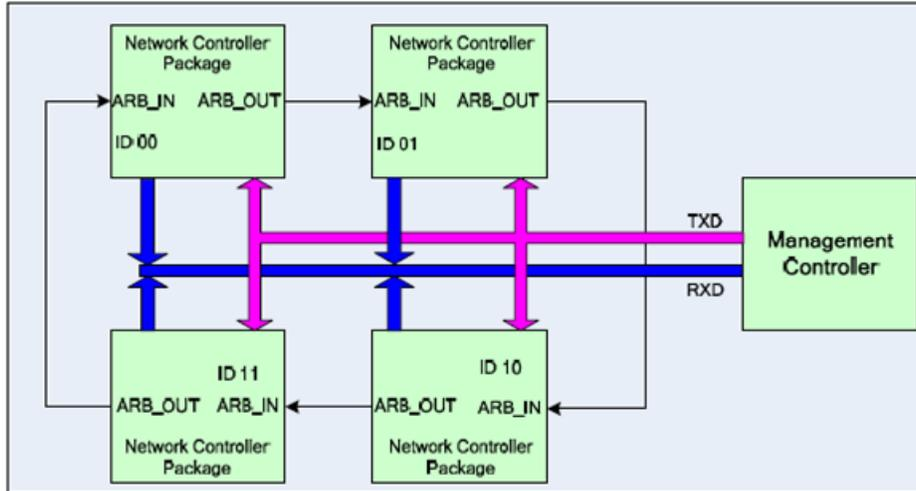 Network Controller
Package
ARB_IN ARB_OUT
ID 00
Network Controller
Package
ARB_IN ARB_OUT
ID 01
TXD
Management
Controller
RXD
ID 11
ARB_OUT ARB_IN
Network Controller
Package
ID 10
ARB_OUT ARB_IN
Network Controller
Package